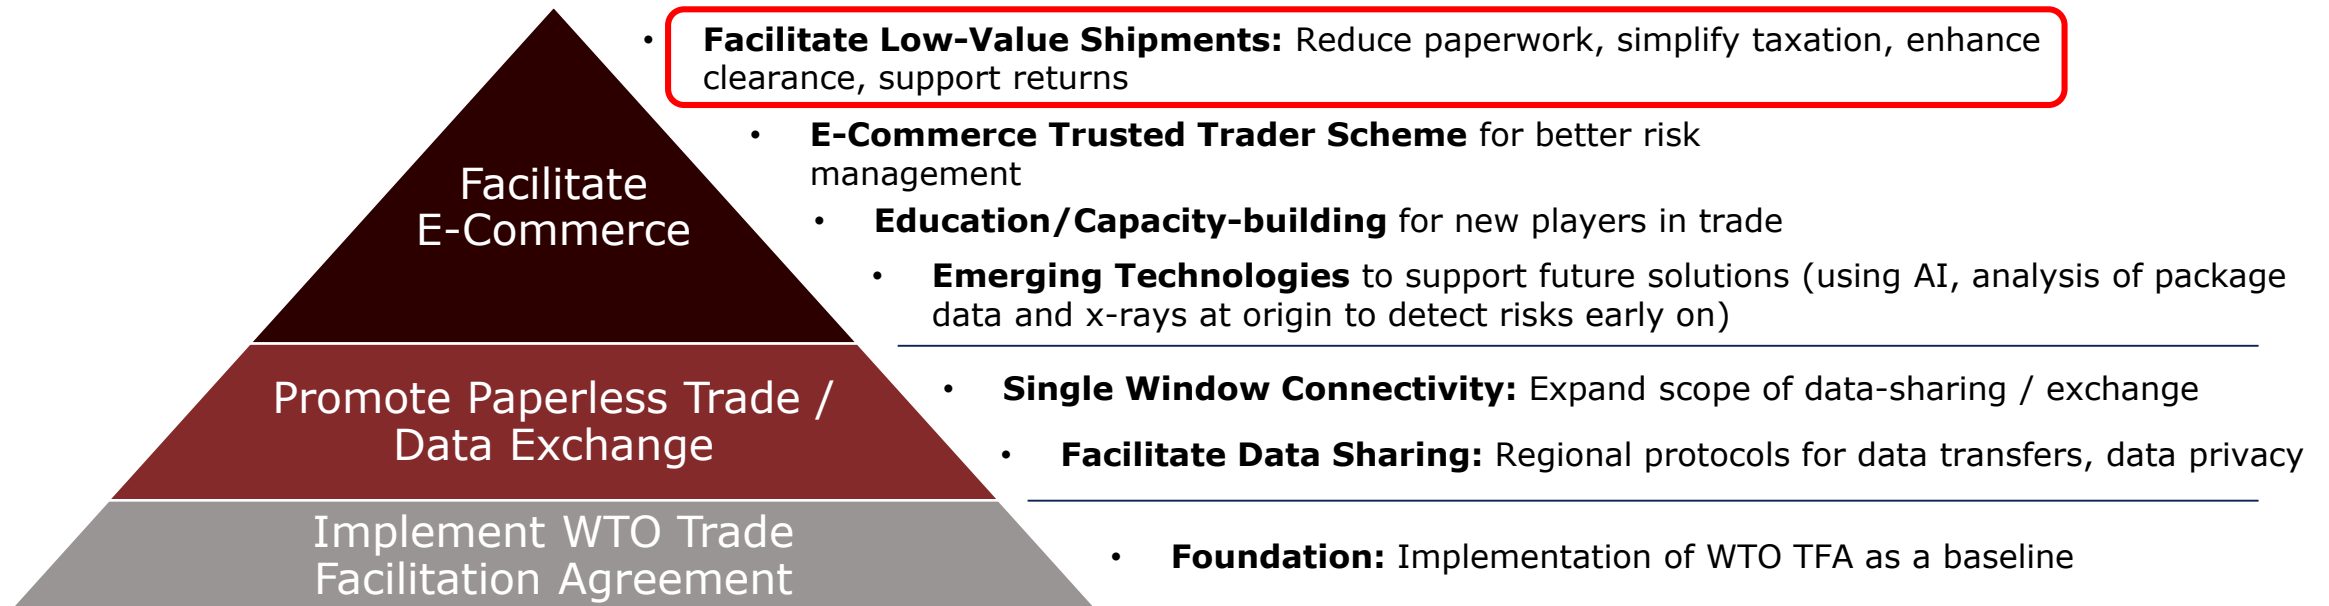 • Facilitate Low-Value Shipments: Reduce paperwork, simplify taxation, enhance
clearance, support returns
• E-Commerce Trusted Trader Scheme for better risk
management
Facilitate
E-Commerce
• Education/Capacity-building for new players in trade
• Emerging Technologies to support future solutions (using AI, analysis of package
data and x-rays at origin to detect risks early on)
Promote Paperless Trade /
Data Exchange
• Single Window Connectivity: Expand scope of data-sharing / exchange
• Facilitate Data Sharing: Regional protocols for data transfers, data privacy
Implement WTO Trade
Facilitation Agreement
• Foundation: Implementation of WTO TFA as a baseline